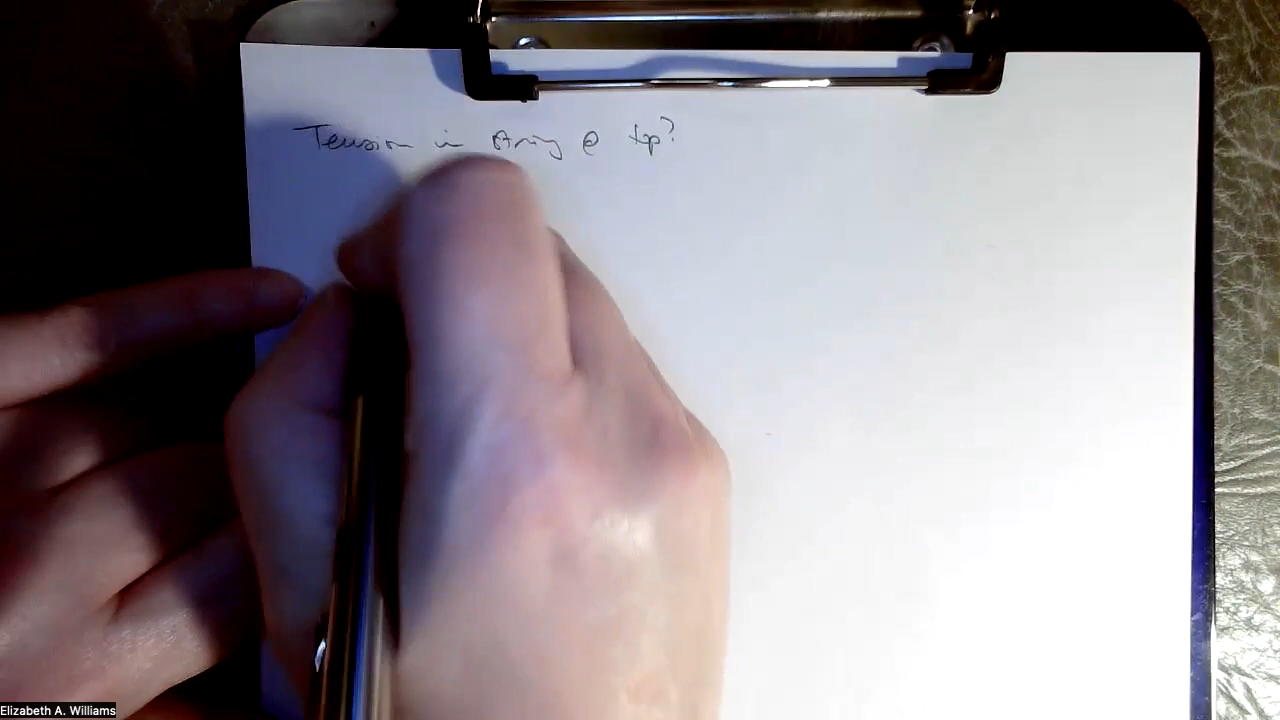 Tension in string @ top?
Elizabeth A. Williams